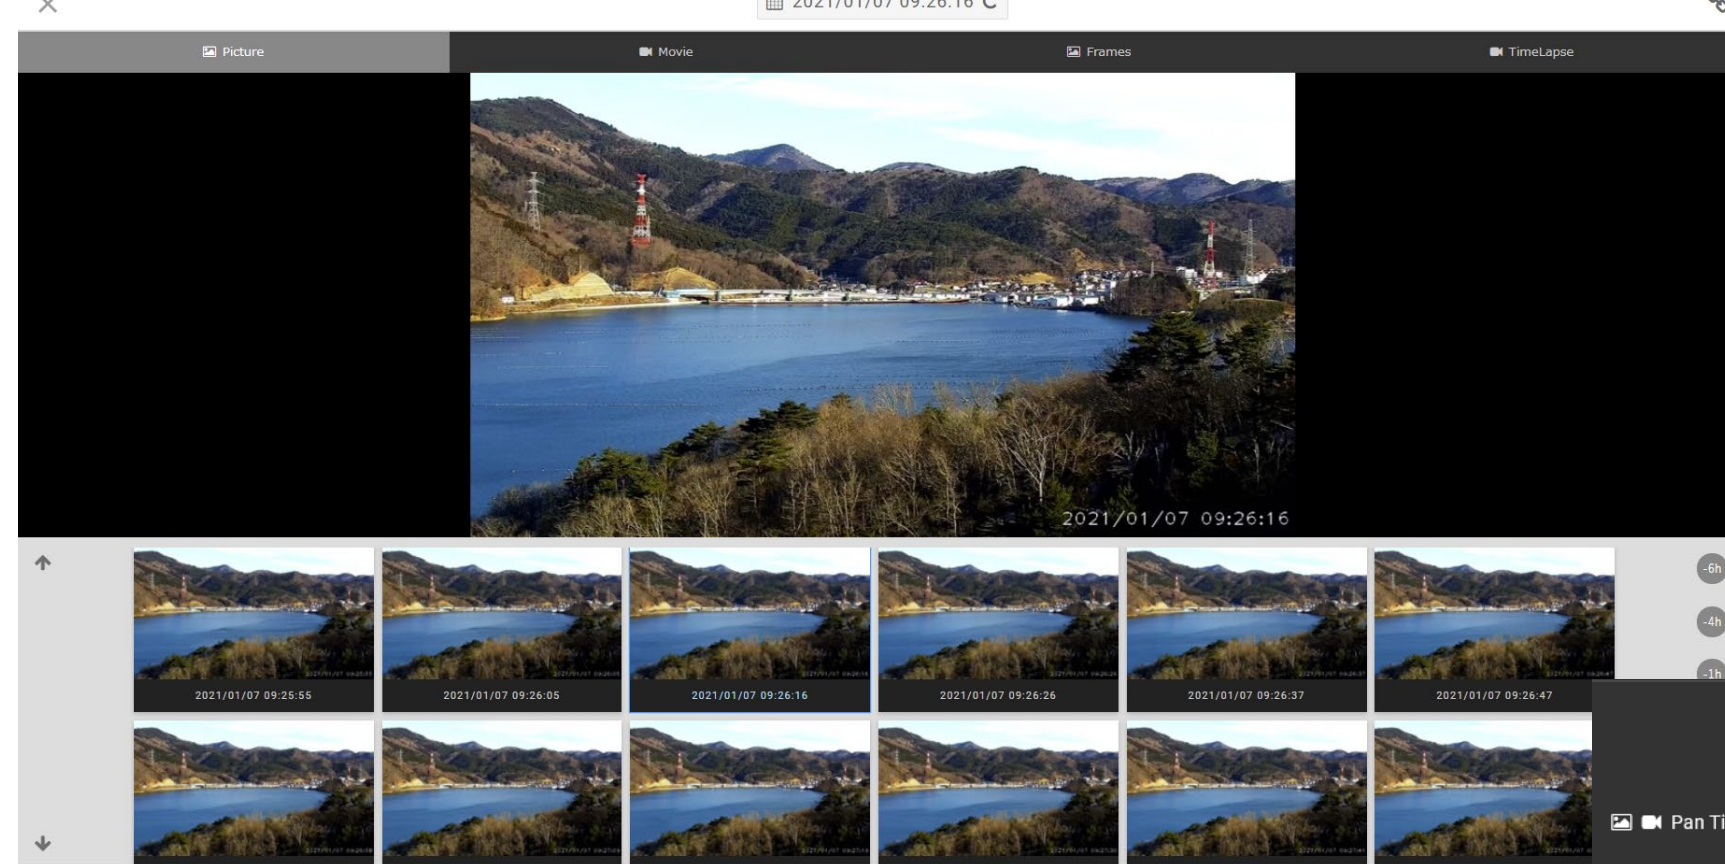 2021/01/07 09:26:16
Picture
Movie
Frames
TimeLapse
2021/01/07 09:26:16
-6h
-4h
-1h
2021/01/07 09:25:55
2021/01/07 09:26:05
2021/01/07 09:26:16
2021/01/07 09:26:26
2021/01/07 09:26:37
2021/01/07 09:26:47
Pan Ti